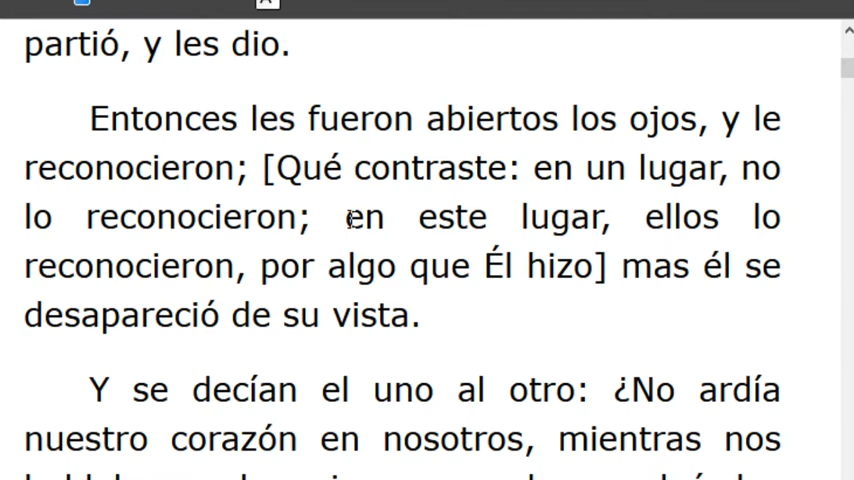 partió, y les dio.
Entonces les fueron abiertos los ojos, y le
reconocieron; [Qué contraste: en un lugar, no
lo reconocieron; en este lugar, ellos lo
reconocieron, por algo que Él hizo] mas él se
desapareció de su vista.
Y se decían el uno al otro: ¿No ardía
nuestro corazón en nosotros, mientras nos